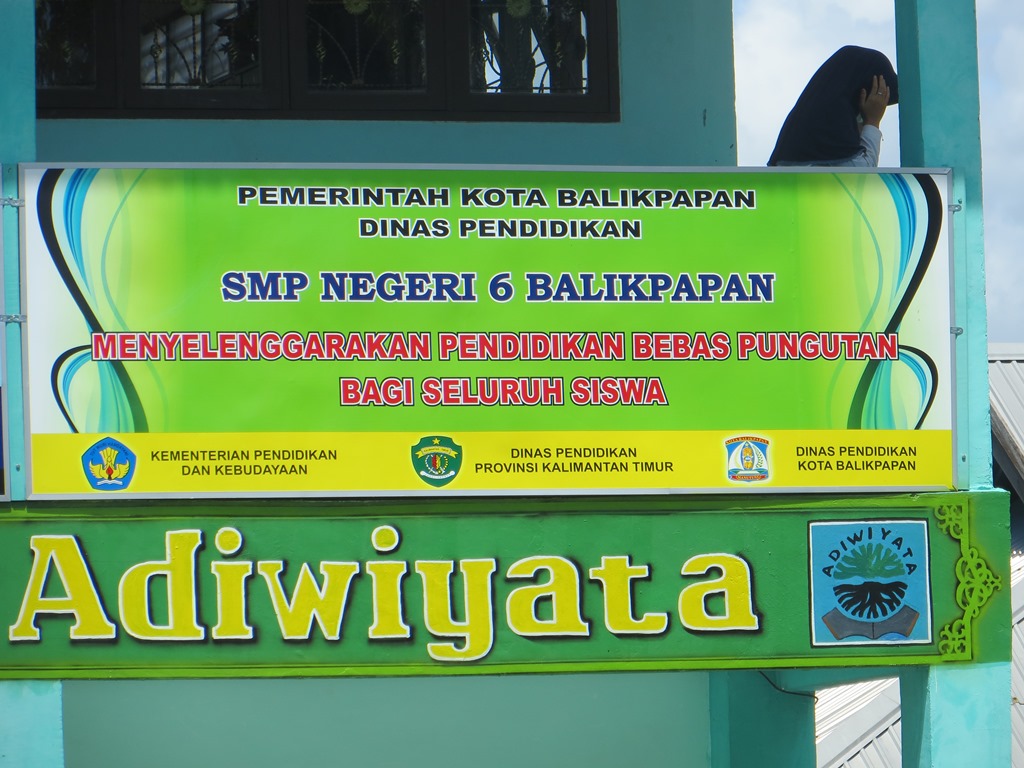 PEMERINTAH KOTA BALIKPAPAN
DINAS PENDIDIKAN
SMP NEGERI 6 BALIKPAPAN
MENYELENGGARAKAN PENDIDIKAN BEBAS PUNGUTAN
BAGI SELURUH SISWA
KEMENTERIAN PENDIDIKAN
DAN KEBUDAYAAN
DINAS PENDIDIKAN
PROVINSI KALIMANTAN TIMUR
DINAS PENDIDIKAN
KOTA BALIKPAPAN
Adiwiyata
ADIWIYATA